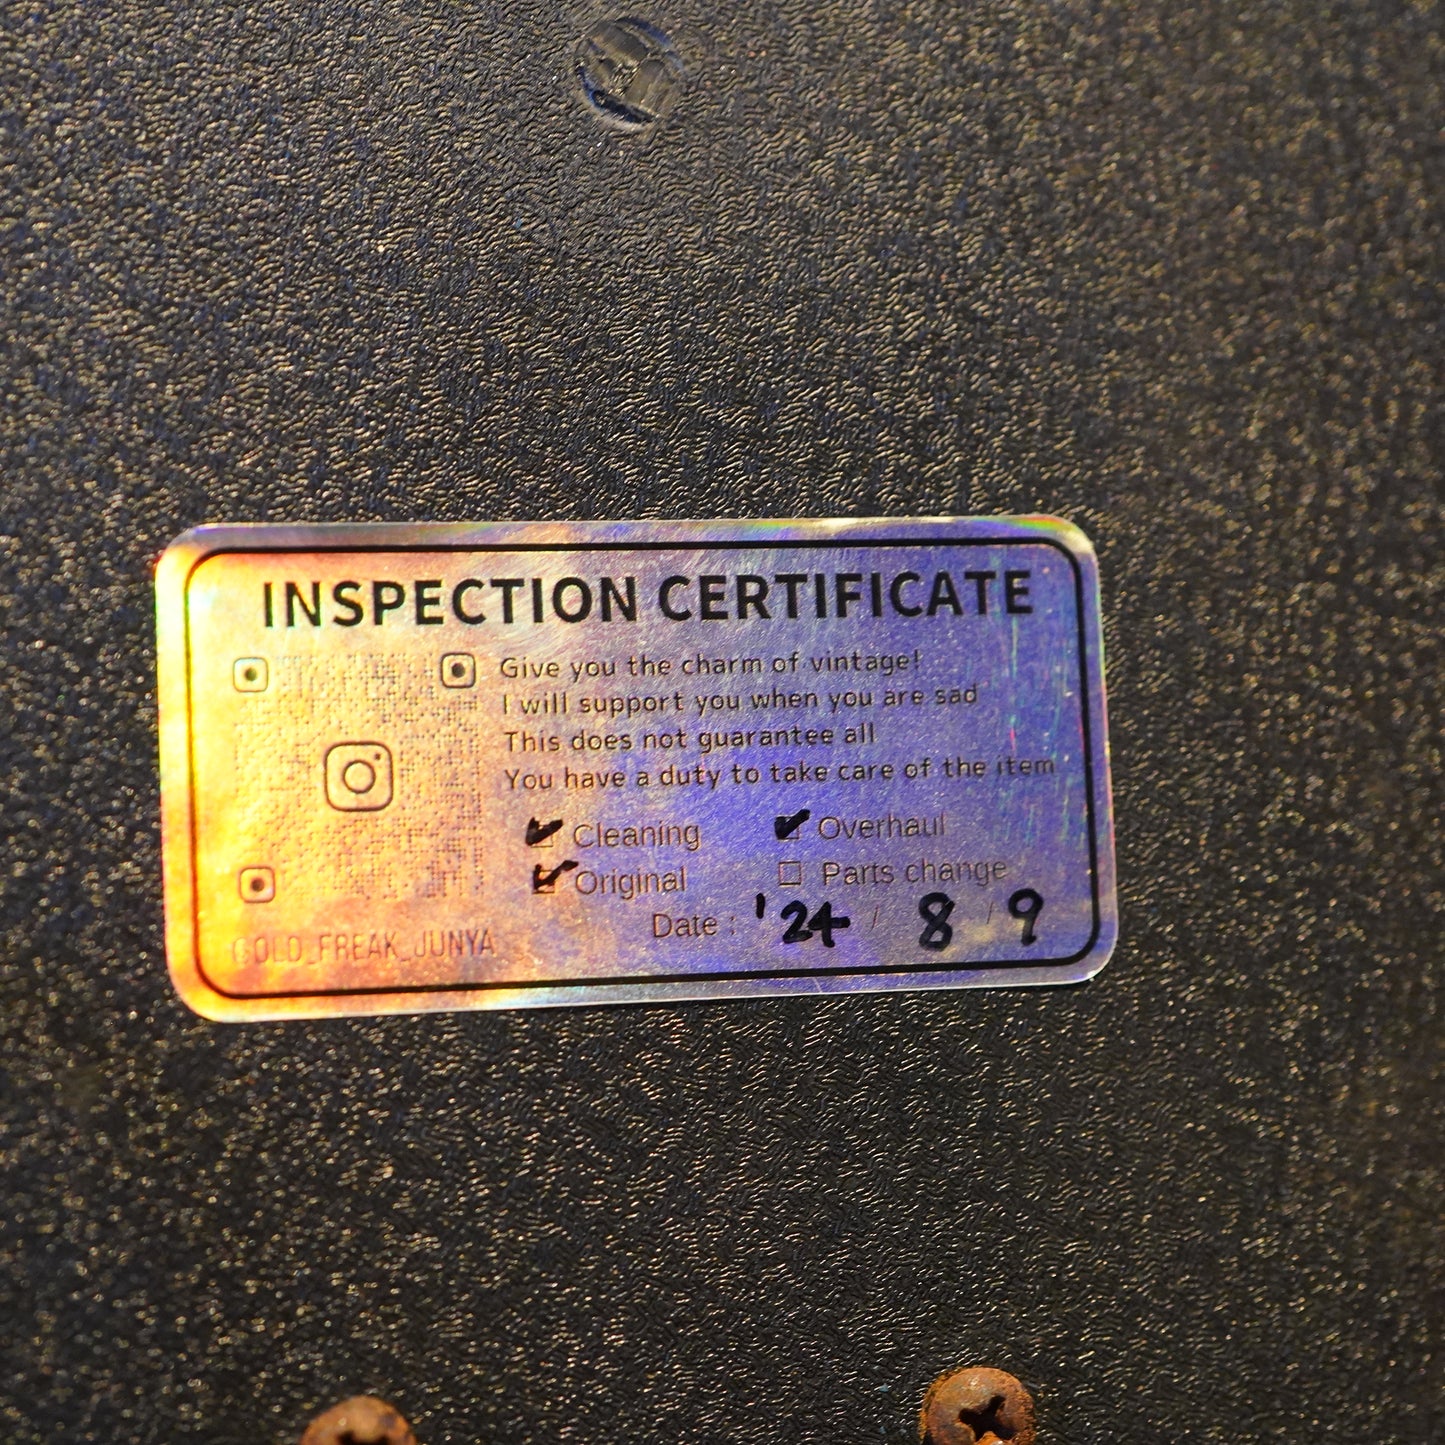 INSPECTION CERTIFICATE
Give you the charm of vintage!
I will support you when you are sad
This does not guarantee all
You have a duty to take care of the item
Cleaning Overhaul
Original Parts change
Date : '24 / 8 / 9
GOLD_FREAK_JUNYA